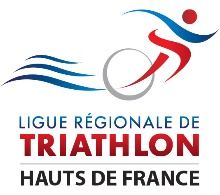 LIGUE RÉGIONALE DE
TRIATHLON
HAUTS DE FRANCE